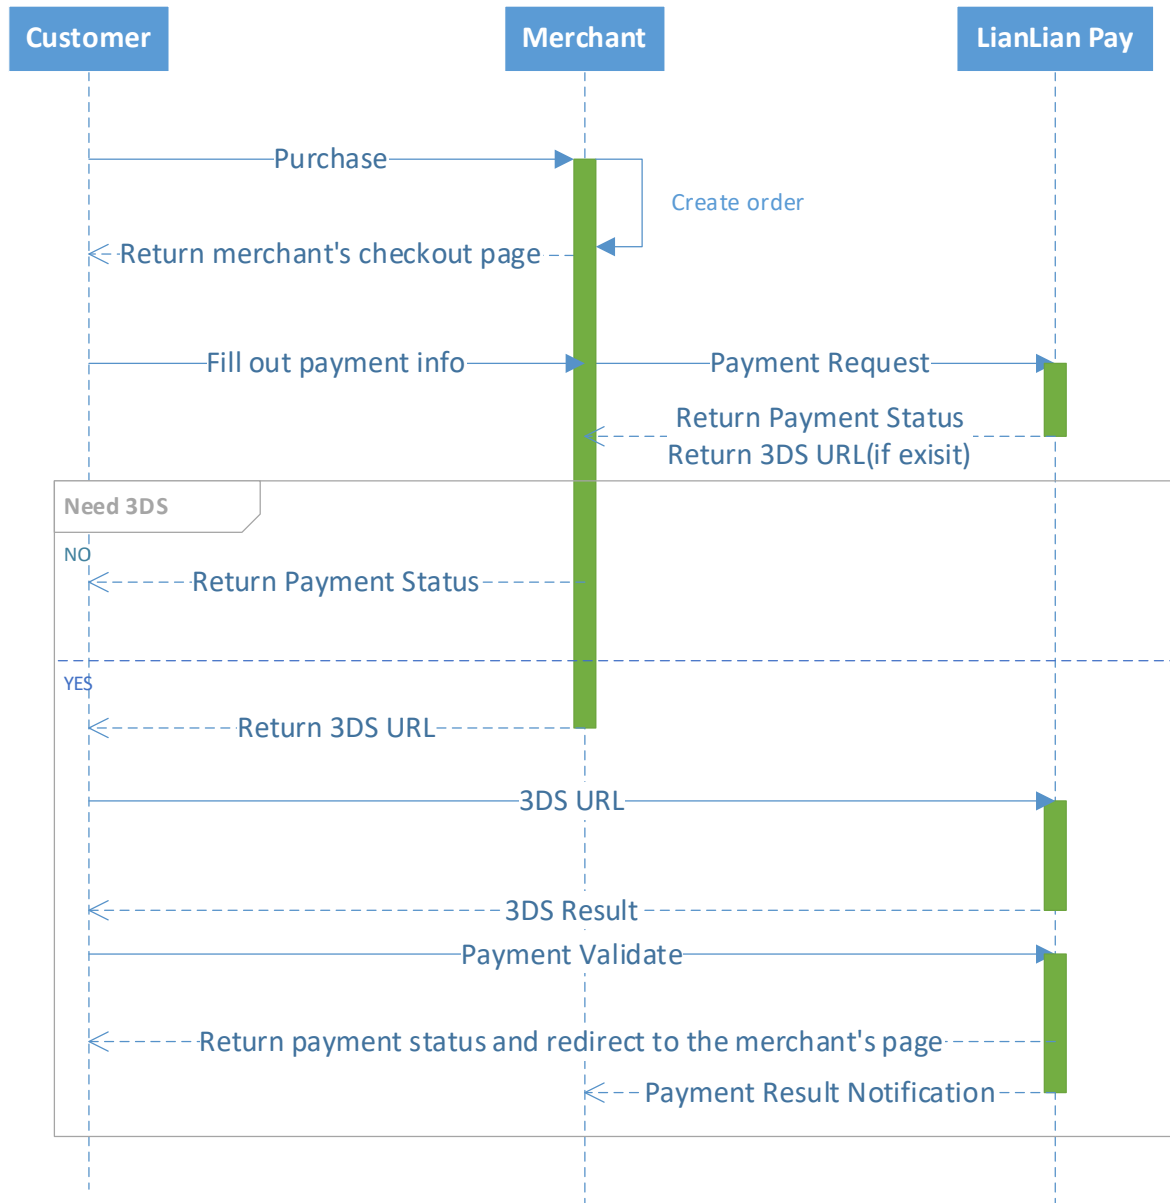 Customer
Merchant
LianLian Pay
Purchase
Create order
Return merchant's checkout page
Fill out payment info
Payment Request
Return Payment Status
Return 3DS URL(if exisit)
Need 3DS
NO
Return Payment Status
YES
Return 3DS URL
3DS URL
3DS Result
Payment Validate
Return payment status and redirect to the merchant's page
Payment Result Notification